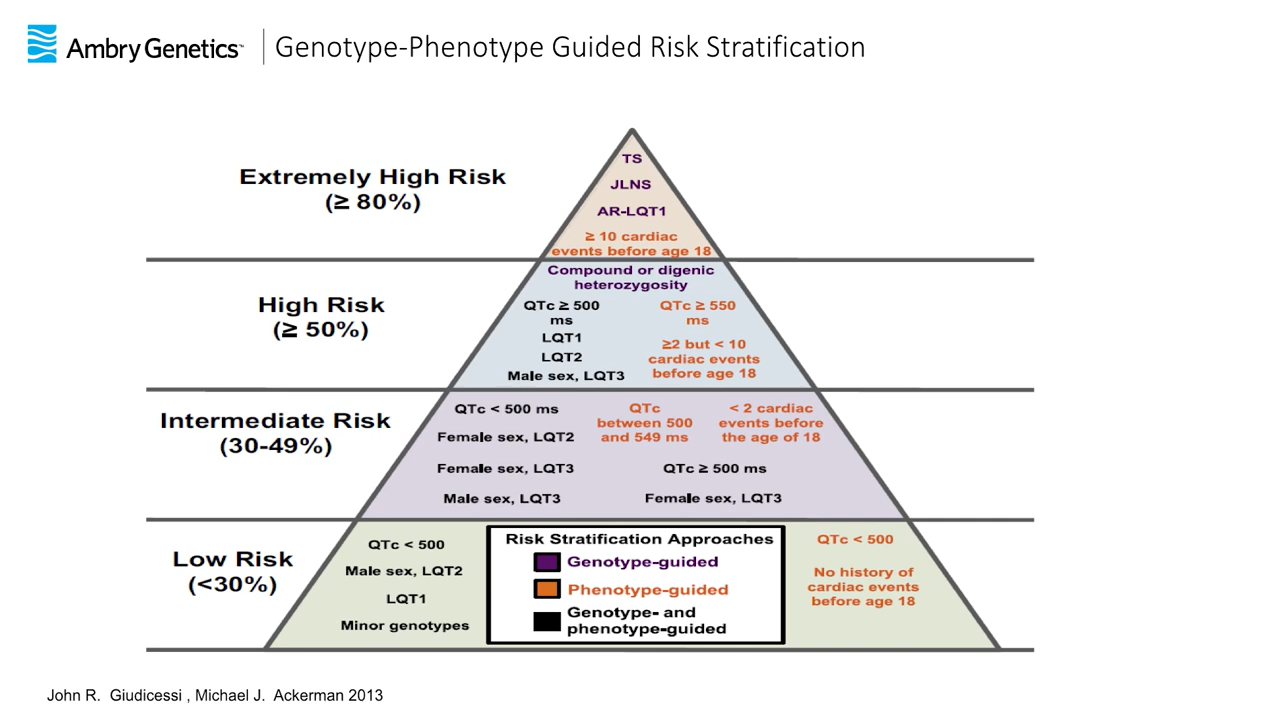 Ambry Genetics™ Genotype-Phenotype Guided Risk Stratification
Extremely High Risk
(≥ 80%)
TS
JLNS
AR-LQT1
≥ 10 cardiac
events before age 18
High Risk
(≥ 50%)
Compound or digenic
heterozygosity
QTc ≥ 500
ms
LQT1
LQT2
Male sex, LQT3
QTc ≥ 550
ms
≥2 but < 10
cardiac events
before age 18
Intermediate Risk
(30-49%)
QTc < 500 ms
Female sex, LQT2
Female sex, LQT3
Male sex, LQT3
QTc
between 500
and 549 ms
< 2 cardiac
events before
the age of 18
QTc ≥ 500 ms
Female sex, LQT3
Low Risk
(<30%)
QTc < 500
Male sex, LQT2
LQT1
Minor genotypes
Risk Stratification Approaches
Genotype-guided
Phenotype-guided
Genotype- and
phenotype-guided
QTc < 500
No history of
cardiac events
before age 18
John R. Giudicessi , Michael J. Ackerman 2013